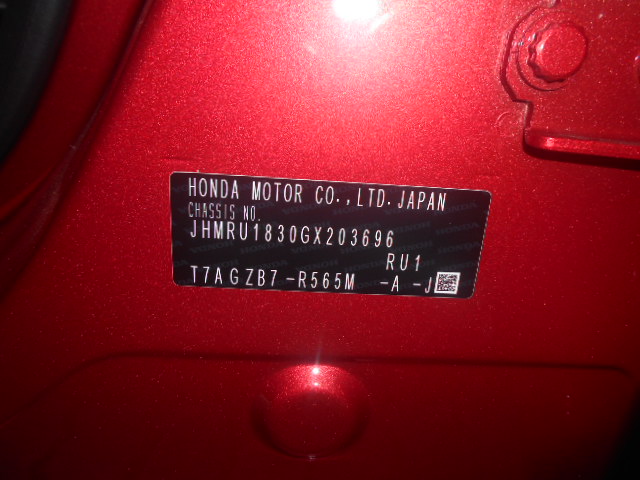 HONDA MOTOR CO.,LTD.JAPAN
CHASSIS NO.
JHMRU1830GX203696
RU1
T7AGZB7-R565M -A -J